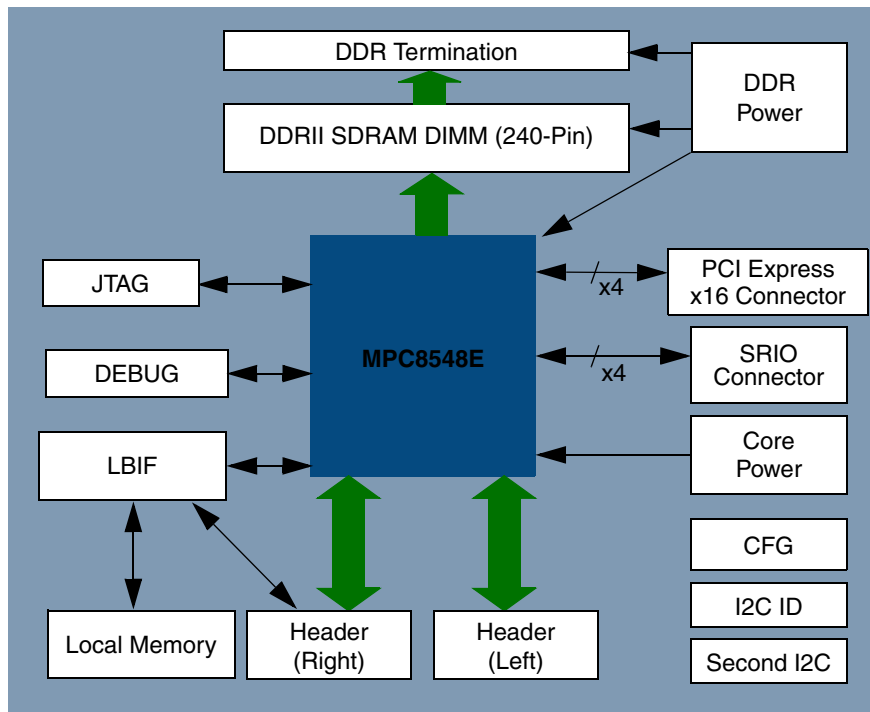 DDR Termination
DDR
Power
DDRII SDRAM DIMM (240-Pin)
JTAG
x4
PCI Express
x16 Connector
MPC8548E
DEBUG
x4
SRIO
Connector
LBIF
Core
Power
CFG
I2C ID
Local Memory
Header
(Right)
Header
(Left)
Second I2C